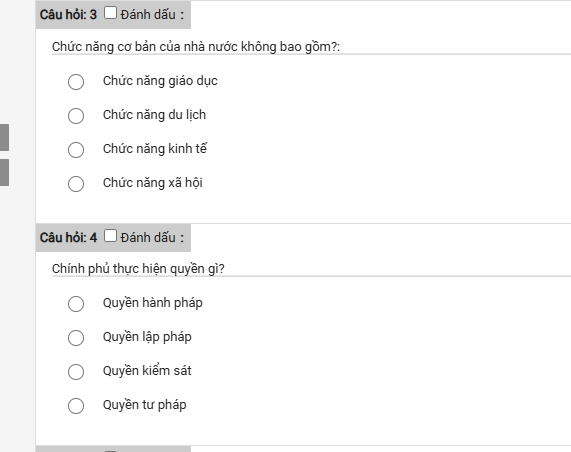 Câu hỏi: 3 Đánh dấu :
Chức năng cơ bản của nhà nước không bao gồm?:
Chức năng giáo dục
Chức năng du lịch
Chức năng kinh tế
Chức năng xã hội
Câu hỏi: 4 Đánh dấu :
Chính phủ thực hiện quyền gì?
Quyền hành pháp
Quyền lập pháp
Quyền kiểm sát
Quyền tư pháp